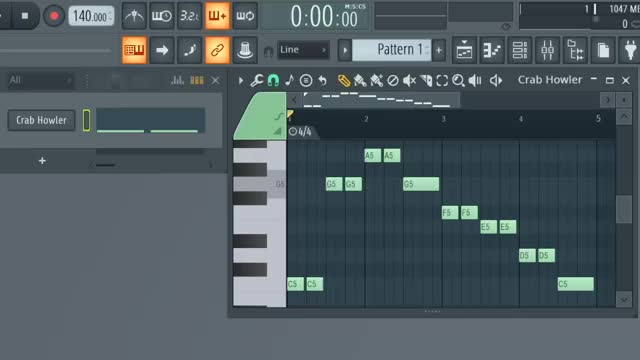 140.000 3.2 0:00:00 M:S:CS 1 1047 MB
0
Line Pattern 1
All Crab Howler
Crab Howler
1 2 3 4 5
4/4
A5 A5
G5 G5 G5 G5
F5 F5
E5 E5
D5 D5
C5 C5 C5